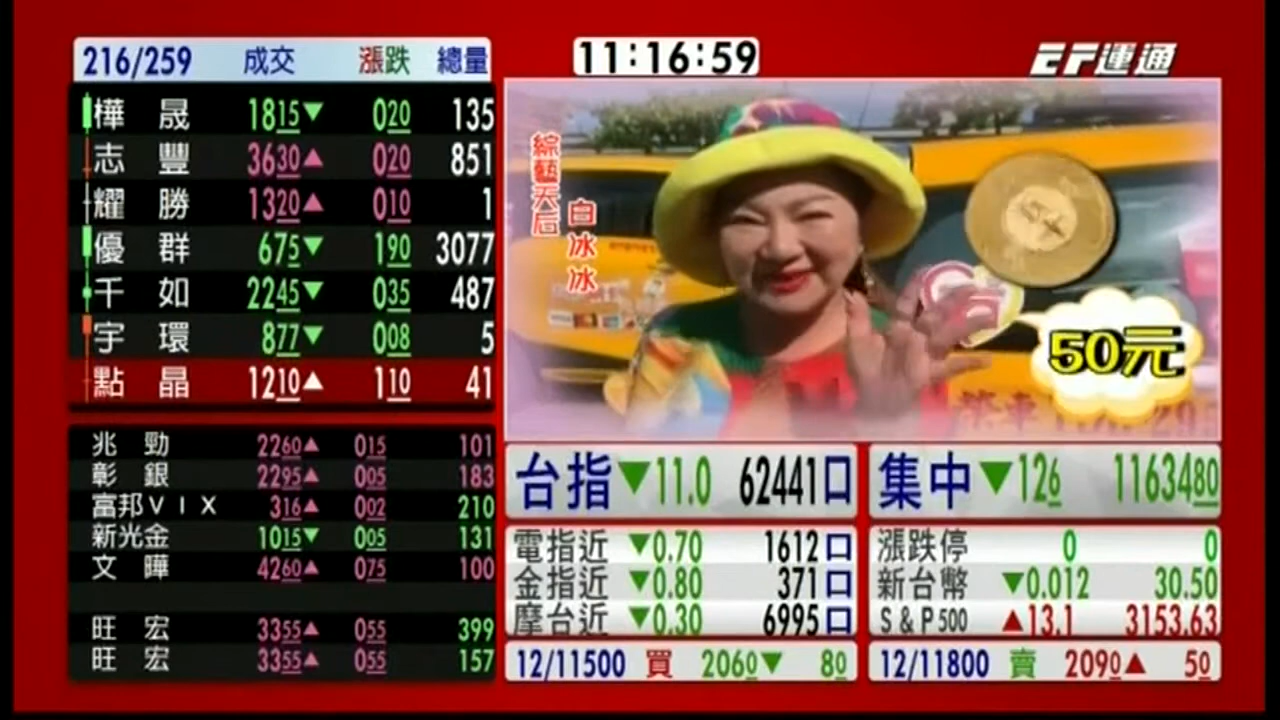 216/259 成交 漲跌 總量
樺晟 1815▼ 020 135
志豐 3630▲ 020 851
耀勝 1320▲ 010 1
優群 675▼ 190 3077
千如 2245▼ 035 487
宇環 877▼ 008 5
點晶 1210▲ 110 41
兆勁 2260▲ 015 101
彰銀 2295▲ 005 183
富邦VIX 316▲ 002 210
新光金 1015▼ 005 131
文曄 4260▲ 075 100
旺宏 3355▲ 055 399
旺宏 3355▲ 055 157
11:16:59
運通
綜藝天后
白冰冰
50元
台指▼11.0 62441口
電指近 ▼0.70 1612口
金指近 ▼0.80 371口
摩台近 ▼0.30 6995口
12/11500 買 2060▼ 80
集中▼126 1163480
漲跌停 0 0
新台幣 ▼0.012 30.50
S&P500 ▲13.1 3153.63
12/11800 賣 2090▲ 50